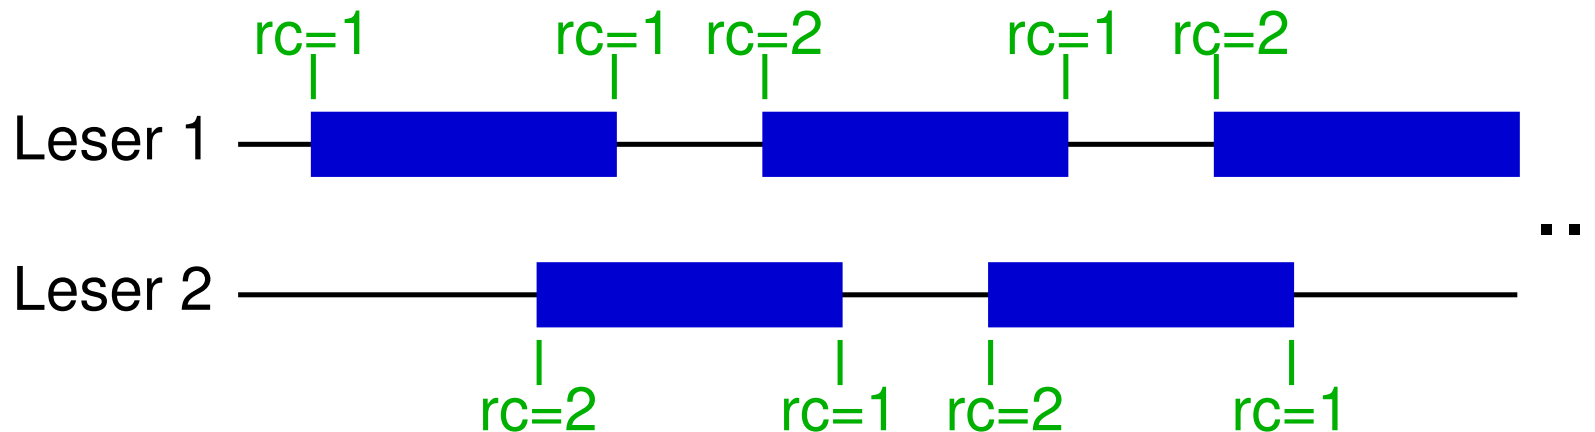 rc=1 rc=1 rc=2 rc=1 rc=2
Leser 1
..
Leser 2
rc=2 rc=1 rc=2 rc=1